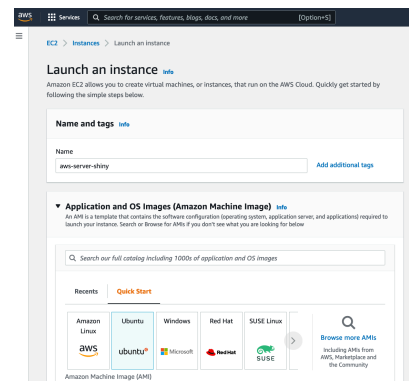 aws
Services
Search for services, features, blogs, docs, and more
[Option+S]
EC2 > Instances > Launch an instance
Launch an instance Info
Amazon EC2 allows you to create virtual machines, or instances, that run on the AWS Cloud. Quickly get started by
following the simple steps below.
Name and tags Info
Name
aws-server-shiny
Add additional tags
Application and OS Images (Amazon Machine Image) Info
An AMI is a template that contains the software configuration (operating system, application server, and applications) required to
launch your instance. Search or Browse for AMIs if you don't see what you are looking for below
Search our full catalog including 1000s of application and OS images
Recents
Quick Start
Amazon
Linux
aws
Ubuntu
ubuntu
Windows
Microsoft
Red Hat
Red Hat
SUSE Linux
SUSE
Browse more AMIs
Including AMIs from
AWS, Marketplace and
the Community
Amazon Machine Image (AMI)